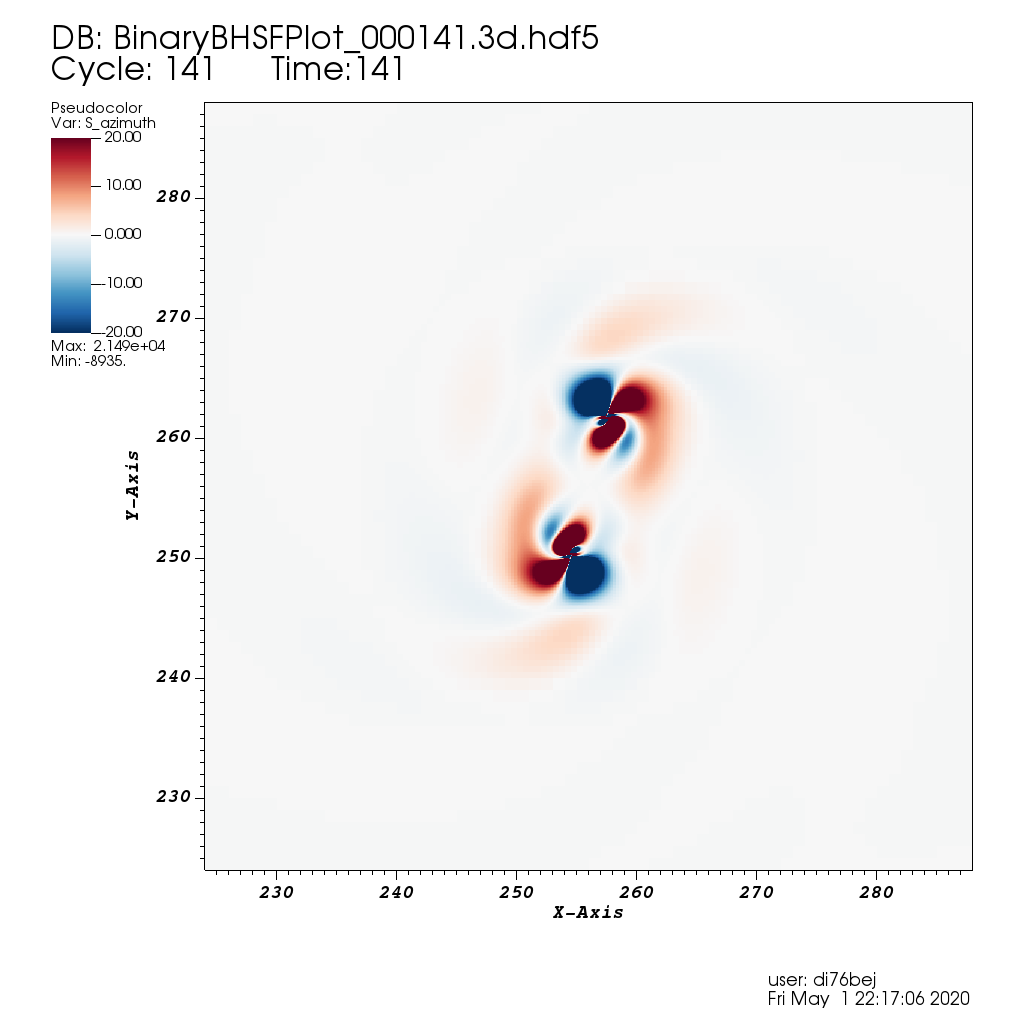 DB: BinaryBHSFPlot_000141.3d.hdf5
Cycle: 141 Time:141
Pseudocolor
Var: S_azimuth
20.00
10.00
0.000
-10.00
-20.00
Max: 2.149e+04
Min: -8935.
280
270
260
250
240
230
Y-Axis
230 240 250 260 270 280
X-Axis
user: di76bej
Fri May 1 22:17:06 2020